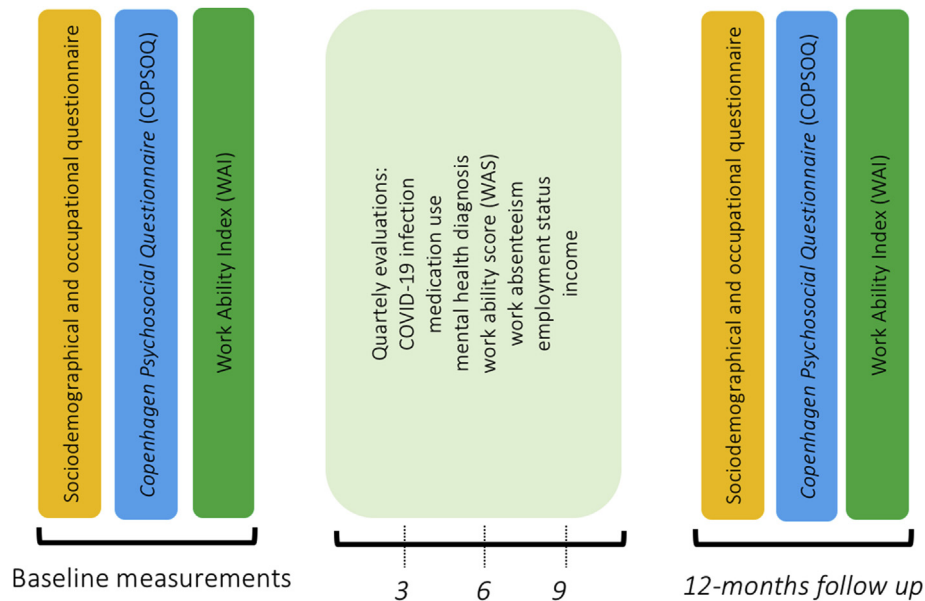 Sociodemographical and occupational questionnaire
Copenhagen Psychosocial Questionnaire (COPSOQ)
Work Ability Index (WAI)
Baseline measurements
Quartely evaluations:
COVID-19 infection
medication use
mental health diagnosis
work ability score (WAS)
work absenteeism
employment status
income
3
6
9
Sociodemographical and occupational questionnaire
Copenhagen Psychosocial Questionnaire (COPSOQ)
Work Ability Index (WAI)
12-months follow up